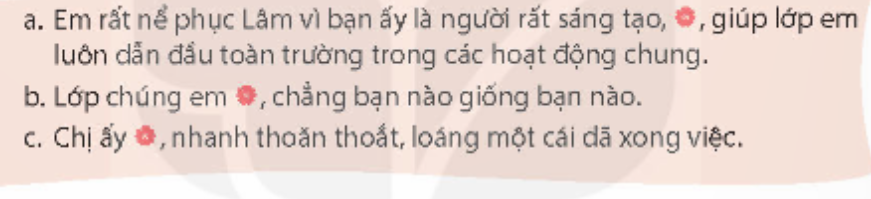 a. Em rất nể phục Lâm vì bạn ấy là người rất sáng tạo, , giúp lớp em
luôn dẫn đầu toàn trường trong các hoạt động chung.
b. Lớp chúng em , chẳng bạn nào giống bạn nào.
c. Chị ấy , nhanh thoăn thoắt, loáng một cái đã xong việc.